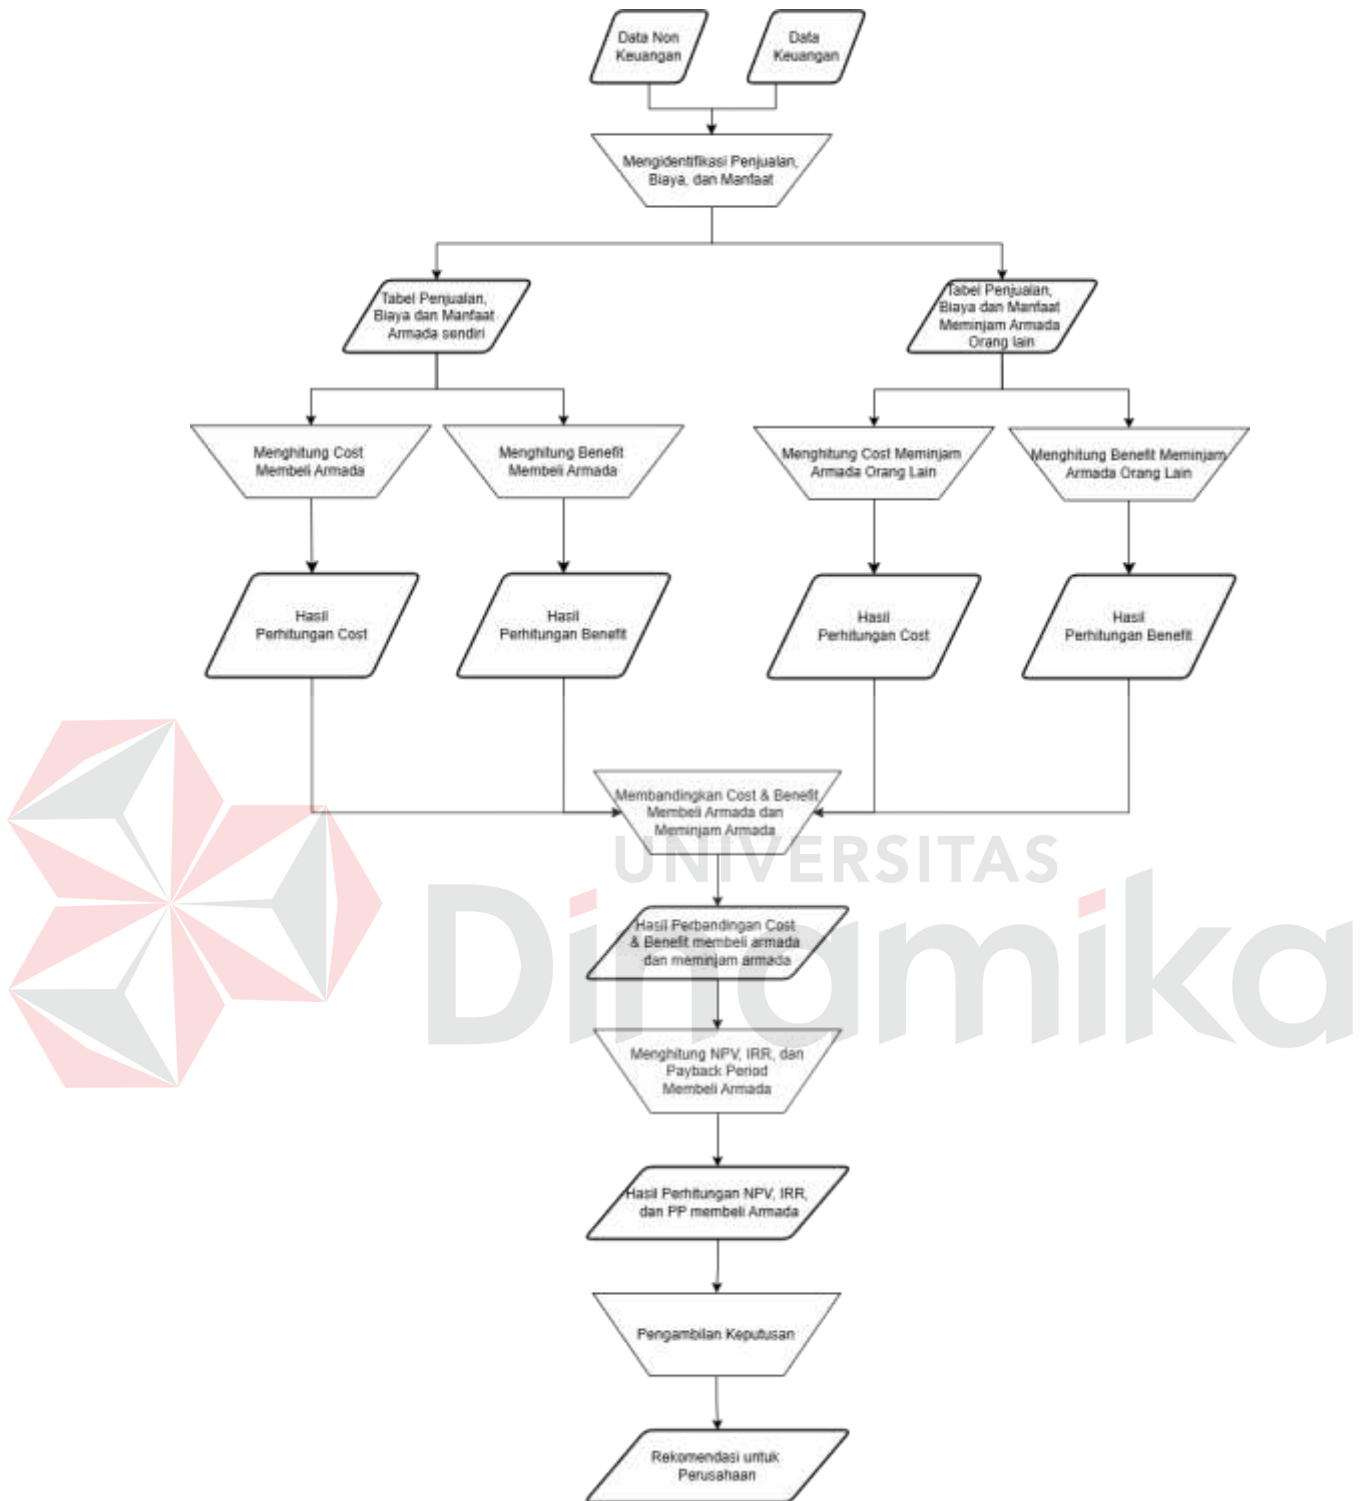 Data Non
Keuangan
Data
Keuangan
Mengidentifikasi Penjualan,
Biaya, dan Manfaat
Tabel Penjualan,
Biaya dan Manfaat
Armada sendiri
Tabel Penjualan,
Biaya dan Manfaat
Meminjam Armada
Orang lain
Menghitung Cost
Membeli Armada
Menghitung Benefit
Membeli Armada
Menghitung Cost Meminjam
Armada Orang Lain
Menghitung Benefit Meminjam
Armada Orang Lain
Hasil
Perhitungan Cost
Hasil
Perhitungan Benefit
Hasil
Perhitungan Cost
Hasil
Perhitungan Benefit
Membandingkan Cost & Benefit
Membeli Armada dan
Meminjam Armada
UNIVERSITAS
Dinamika
Hasil Perbandingan Cost
& Benefit membeli armada
dan meminjam armada
Menghitung NPV, IRR, dan
Payback Period
Membeli Armada
Hasil Perhitungan NPV, IRR,
dan PP membeli Armada
Pengambilan Keputusan
Rekomendasi untuk
Perusahaan